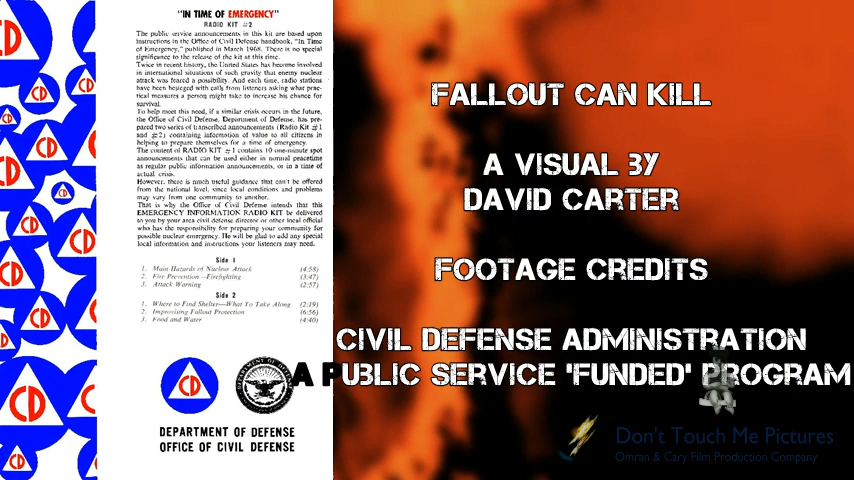 "IN TIME OF EMERGENCY"
RADIO KIT #2
The public service announcements in this kit are based upon
instructions in the Office of Civil Defense handbook, "In Time
of Emergency," published in March 1968. There is no special
significance to the release of the kit at this time.
Twice in recent history, the United States has become involved
in international situations of such gravity that enemy nuclear
attack was feared a possibility. And each time, radio stations
have been besieged with calls from listeners asking what prac-
tical measures a person might take to increase his chance for
survival.
To help meet this need, if a similar crisis occurs in the future,
the Office of Civil Defense, Department of Defense, has pre-
pared two series of transcribed announcements (Radio Kit #1
and #2) containing information of value to all citizens in
helping to prepare themselves for a time of emergency.
The content of RADIO KIT #1 contains 10 one-minute spot
announcements that can be used either in normal peacetime
as regular public information announcements, or in a time of
actual crisis.
However, there is much useful guidance that can't be offered
from the national level, since local conditions and problems
may vary from one community to another.
That is why the Office of Civil Defense intends that this
EMERGENCY INFORMATION RADIO KIT be delivered
to you by your area civil defense director or other local official
who has the responsibility for preparing your community for
possible nuclear emergency. He will be glad to add any special
local information and instructions your listeners may need.
Side 1
1. Main Hazards of Nuclear Attack (4:58)
2. Fire Prevention—Firefighting (3:47)
3. Attack Warning (2:57)
Side 2
1. Where to Find Shelter—What To Take Along (2:19)
2. Improvising Fallout Protection (6:56)
3. Food and Water (4:40)
CD
DEPARTMENT OF DEFENSE
OFFICE OF CIVIL DEFENSE
FALLOUT CAN KILL
A VISUAL BY
DAVID CARTER
FOOTAGE CREDITS
CIVIL DEFENSE ADMINISTRATION
A PUBLIC SERVICE 'FUNDED' PROGRAM
Don't Touch Me Pictures
Omran & Cary Film Production Company